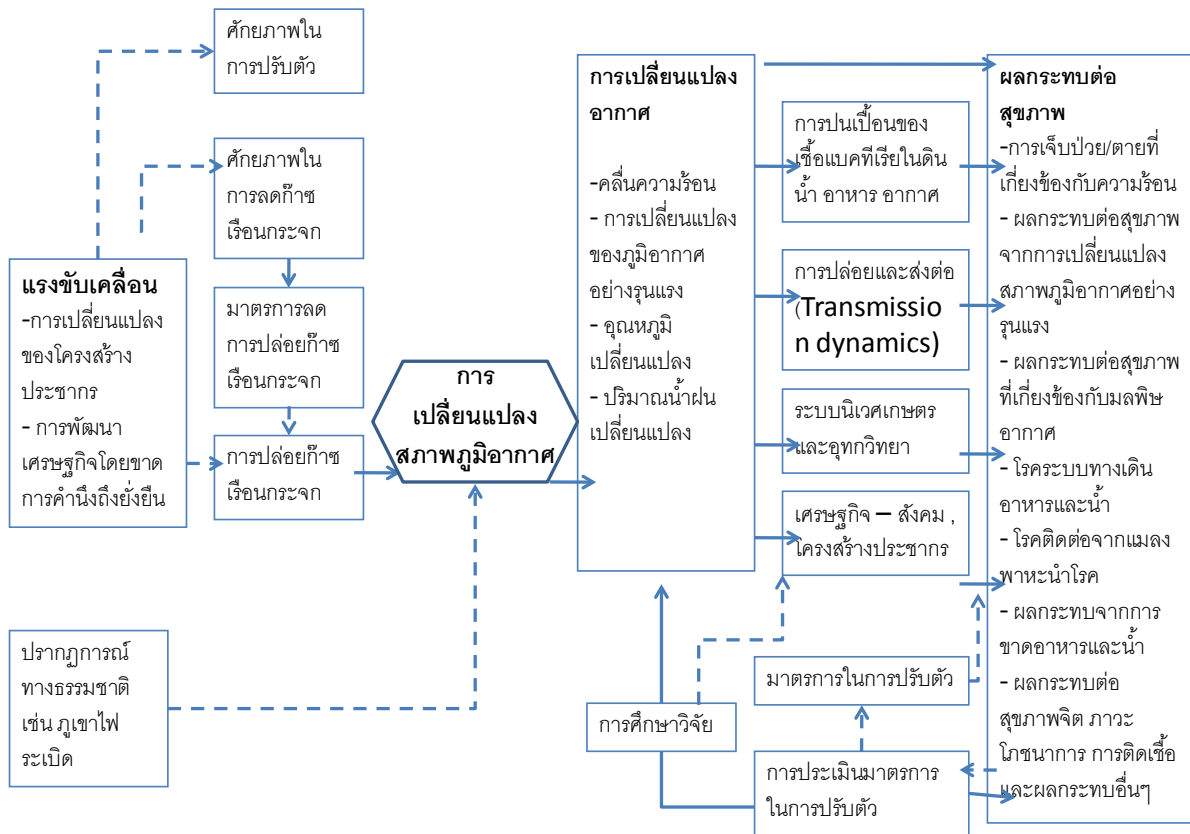 ศักยภาพใน
การปรับตัว
ศักยภาพใน
การลดก๊าซ
เรือนกระจก
แรงขับเคลื่อน
-การเปลี่ยนแปลง
ของโครงสร้าง
ประชากร
- การพัฒนา
เศรษฐกิจโดยขาด
การคำนึงถึงยั่งยืน
มาตรการลด
การปล่อยก๊าซ
เรือนกระจก
การปล่อยก๊าซ
เรือนกระจก
ปรากฏการณ์
ทางธรรมชาติ
เช่น ภูเขาไฟ
ระเบิด
การ
เปลี่ยนแปลง
สภาพภูมิอากาศ
การเปลี่ยนแปลง
อากาศ
-คลื่นความร้อน
- การเปลี่ยนแปลง
ของภูมิอากาศ
อย่างรุนแรง
- อุณหภูมิ
เปลี่ยนแปลง
- ปริมาณน้ำฝน
เปลี่ยนแปลง
การปนเปื้อนของ
เชื้อแบคทีเรียในดิน
น้ำ อาหาร อากาศ
การปล่อยและส่งต่อ
(Transmissio
n dynamics)
ระบบนิเวศเกษตร
และอุทกวิทยา
เศรษฐกิจ – สังคม ,
โครงสร้างประชากร
มาตรการในการปรับตัว
การศึกษาวิจัย
การประเมินมาตรการ
ในการปรับตัว
ผลกระทบต่อ
สุขภาพ
-การเจ็บป่วย/ตายที่
เกี่ยงข้องกับความร้อน
- ผลกระทบต่อสุขภาพ
จากการเปลี่ยนแปลง
สภาพภูมิอากาศอย่าง
รุนแรง
- ผลกระทบต่อสุขภาพ
ที่เกี่ยงข้องกับมลพิษ
อากาศ
- โรคระบบทางเดิน
อาหารและน้ำ
- โรคติดต่อจากแมลง
พาหะนำโรค
- ผลกระทบจากการ
ขาดอาหารและน้ำ
- ผลกระทบต่อ
สุขภาพจิต ภาวะ
โภชนาการ การติดเชื้อ
และผลกระทบอื่นๆ